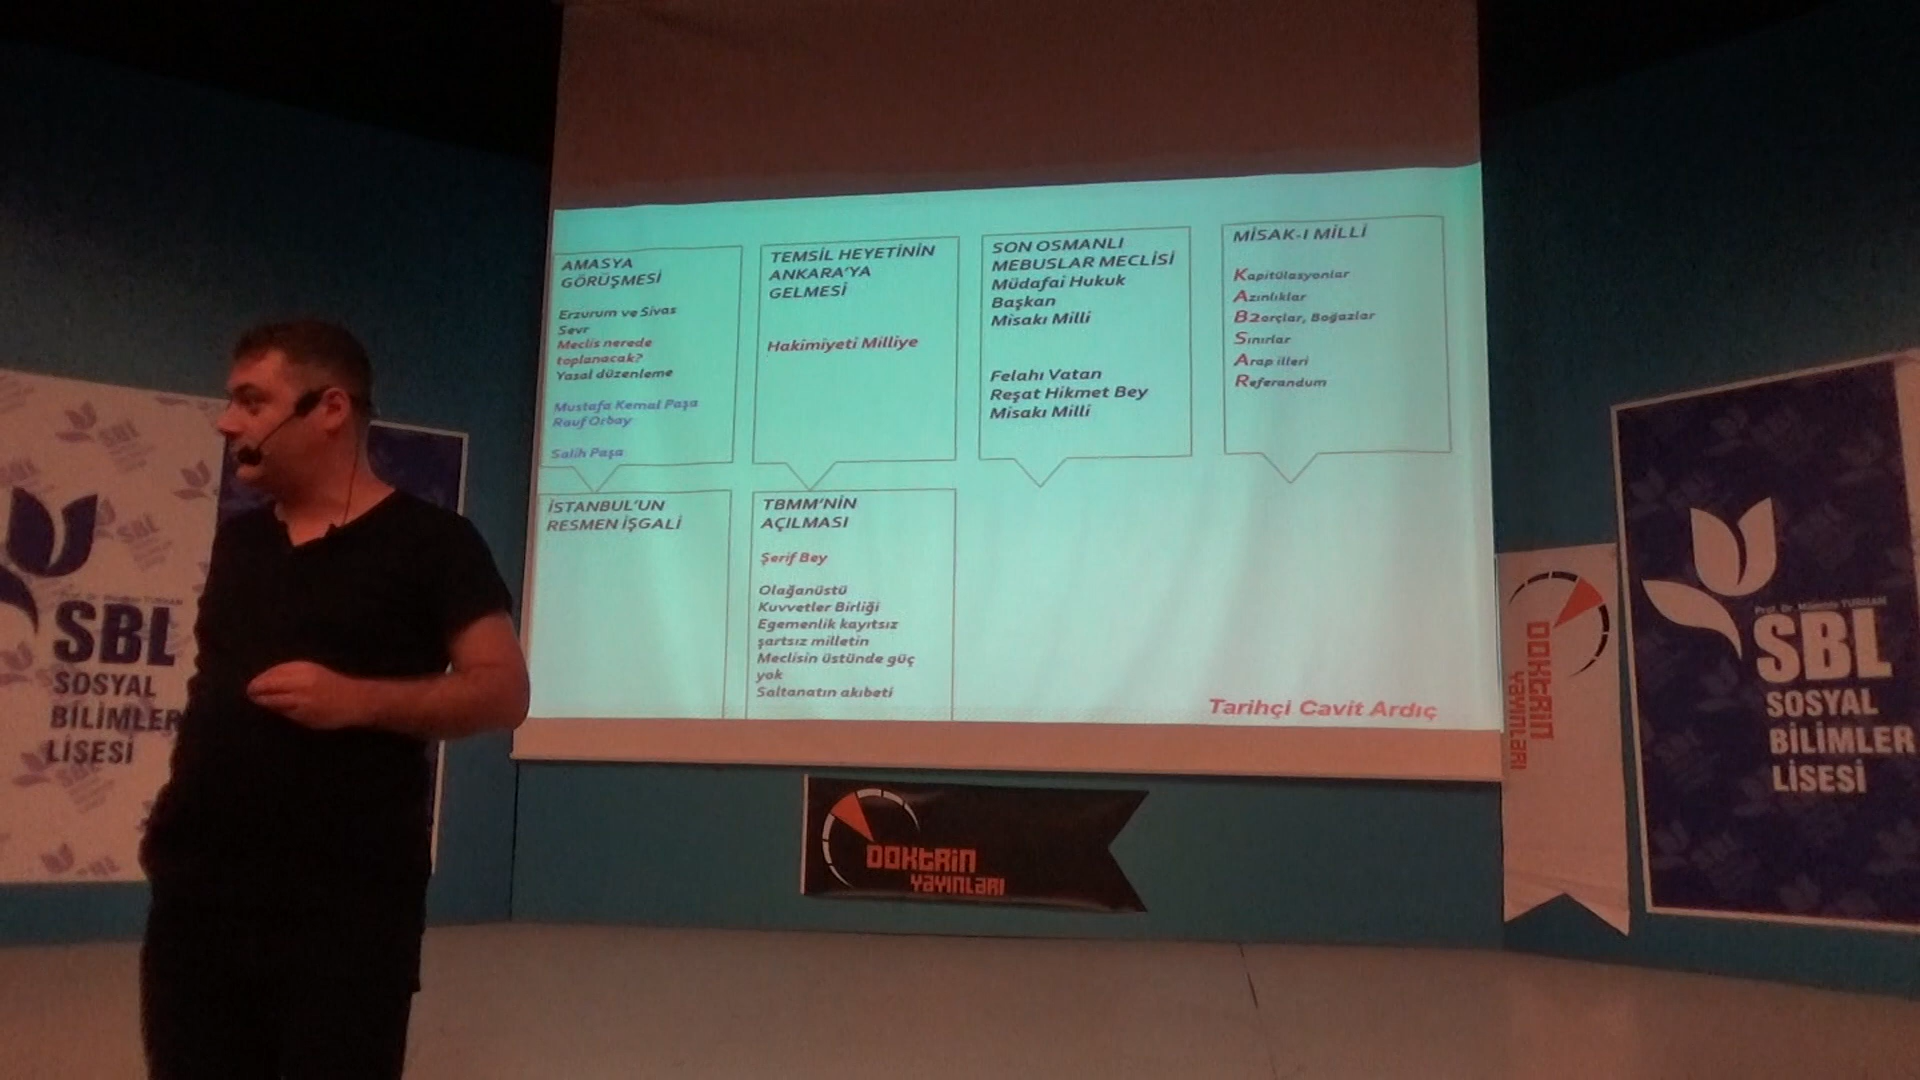 AMASYA
GÖRÜŞMESİ
Erzurum ve Sivas
Sevr
Meclis nerede
toplanacak?
Yasal düzenleme
Mustafa Kemal Paşa
Rauf Orbay
Salih Paşa
TEMSİL HEYETİNİN
ANKARA'YA
GELMESİ
Hakimiyeti Milliye
SON OSMANLI
MEBUSLAR MECLİSİ
Müdafai Hukuk
Başkan
Misakı Milli
Felahı Vatan
Reşat Hikmet Bey
Misakı Milli
MİSAK-I MİLLİ
Kapitülasyonlar
Azınlıklar
B2orçlar, Boğazlar
Sınırlar
Arap illeri
Referandum
İSTANBUL'UN
RESMEN İŞGALİ
TBMM'NİN
AÇILMASI
Şerif Bey
Olağanüstü
Kuvvetler Birliği
Egemenlik kayıtsız
şartsız milletin
Meclisin üstünde güç
yok
Saltanatın akıbeti
Tarihçi Cavit Ardıç
SBL
SOSYAL
BİLİMLER
LİSESİ
DOKTRİN
YAYINLARI
DOKTRİN
YAYINLARI
Prof. Dr. Mümtaz TURHAN
SBL
SOSYAL
BİLİMLER
LİSESİ